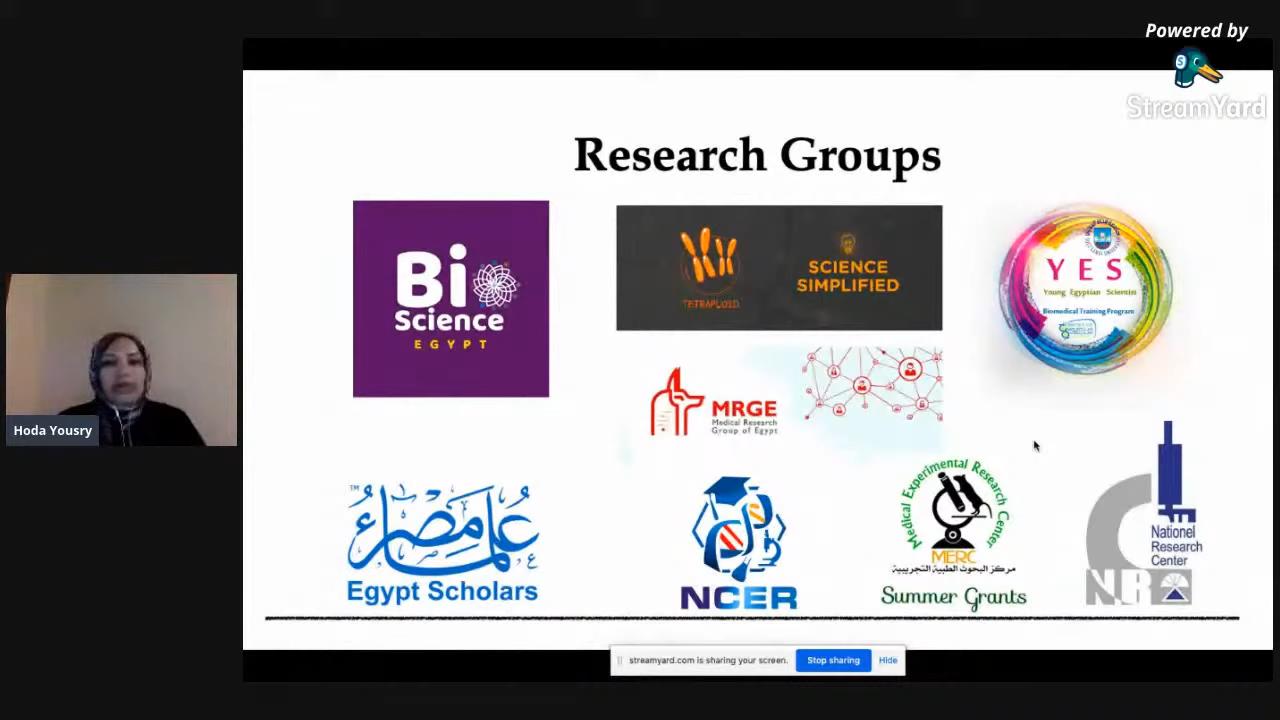 Powered by
StreamYard
Research Groups
Bi
Science
EGYPT
TETRAPLOID
SCIENCE
SIMPLIFIED
YES
Young Egyptian Scientist
Biomedical Training Program
MRGE
Medical Research
Group of Egypt
Hoda Yousry
علماء مصر
TM
Egypt Scholars
NCER
Medical Experimental Research Center
MERC
مركز البحوث الطبية التجريبية
Summer Grants
National
Research
Center
NRC
streamyard.com is sharing your screen.
Stop sharing
Hide